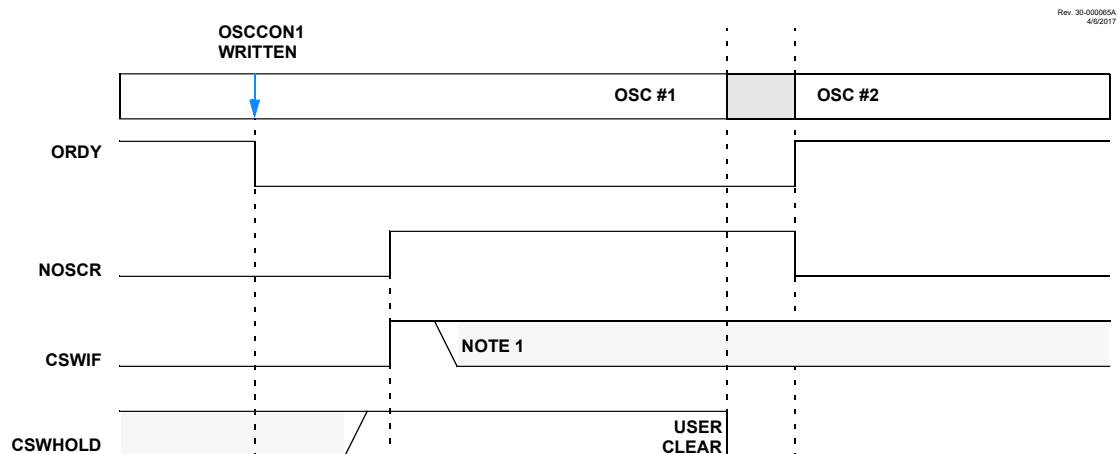 Rev. 30-000065A
4/6/2017
OSCCON1
WRITTEN
OSC #1
OSC #2
ORDY
NOSCR
CSWIF
NOTE 1
CSWHOLD
USER
CLEAR